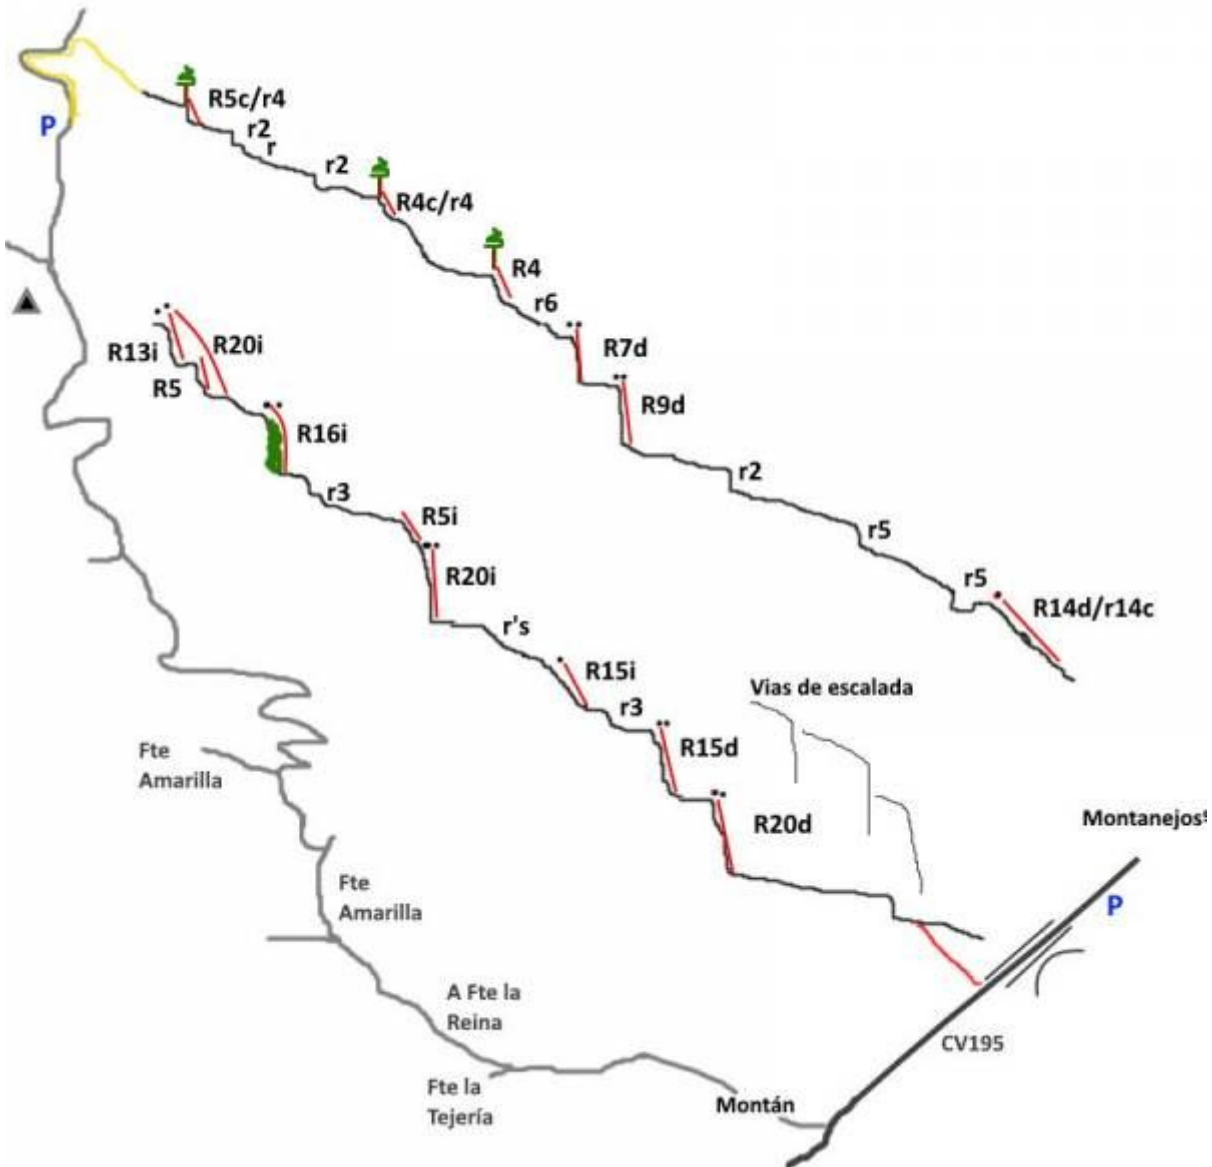 R5c/r4
P
r2
r
r2
R4c/r4
R4
r6
R7d
R9d
r2
r5
r5
R14d/r14c
R13i
R20i
R5
R16i
r3
R5i
R20i
r's
R15i
r3
R15d
R20d
Vias de escalada
Fte
Amarilla
Fte
Amarilla
Montanejos
P
A Fte la
Reina
CV195
Fte la
Tejería
Montán